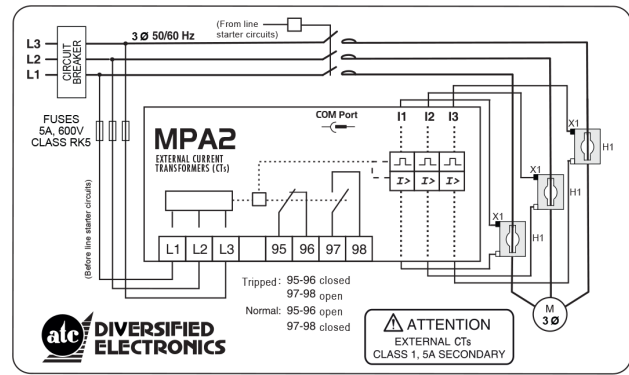 (From line
starter circuits)
3 Ø 50/60 Hz
L3
L2
L1
CIRCUIT
BREAKER
FUSES
5A, 600V
CLASS RK5
(Before line starter circuits)
MPA2
EXTERNAL CURRENT
TRANSFORMERS (CTs)
COM Port
I1 I2 I3
I> I> I>
X1
H1
X1
H1
X1
H1
L1 L2 L3 95 96 97 98
Tripped: 95-96 closed
97-98 open
Normal: 95-96 open
97-98 closed
M
3 Ø
atc DIVERSIFIED
ELECTRONICS
ATTENTION
EXTERNAL CTs
CLASS 1, 5A SECONDARY